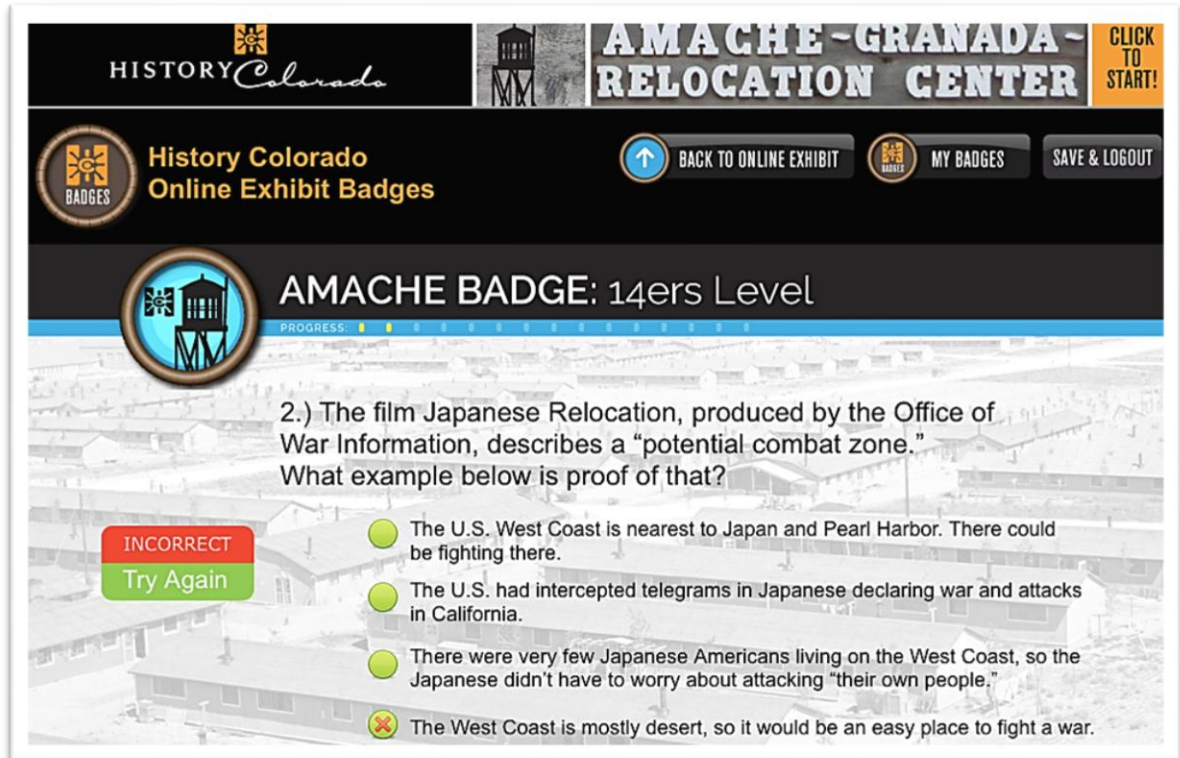 HISTORY Colorado
AMACHE-GRANADA-
RELOCATION CENTER
CLICK
TO
START!
BADGES
History Colorado
Online Exhibit Badges
BACK TO ONLINE EXHIBIT
BADGES
MY BADGES
SAVE & LOGOUT
AMACHE BADGE: 14ers Level
PROGRESS:
2.) The film Japanese Relocation, produced by the Office of
War Information, describes a “potential combat zone.”
What example below is proof of that?
INCORRECT
Try Again
The U.S. West Coast is nearest to Japan and Pearl Harbor. There could
be fighting there.
The U.S. had intercepted telegrams in Japanese declaring war and attacks
in California.
There were very few Japanese Americans living on the West Coast, so the
Japanese didn’t have to worry about attacking “their own people.”
The West Coast is mostly desert, so it would be an easy place to fight a war.